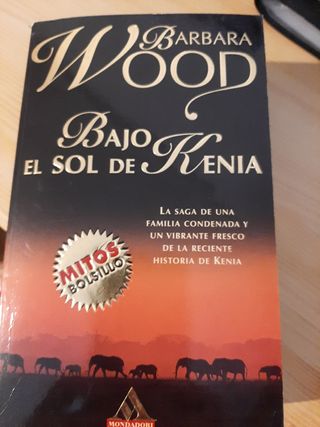 BARBARA
WOOD
BAJO
EL SOL DE KENIA
LA SAGA DE UNA
FAMILIA CONDENADA Y
UN VIBRANTE FRESCO
DE LA RECIENTE
HISTORIA DE KENIA
MITOS
BOLSILLO
MONDADORI